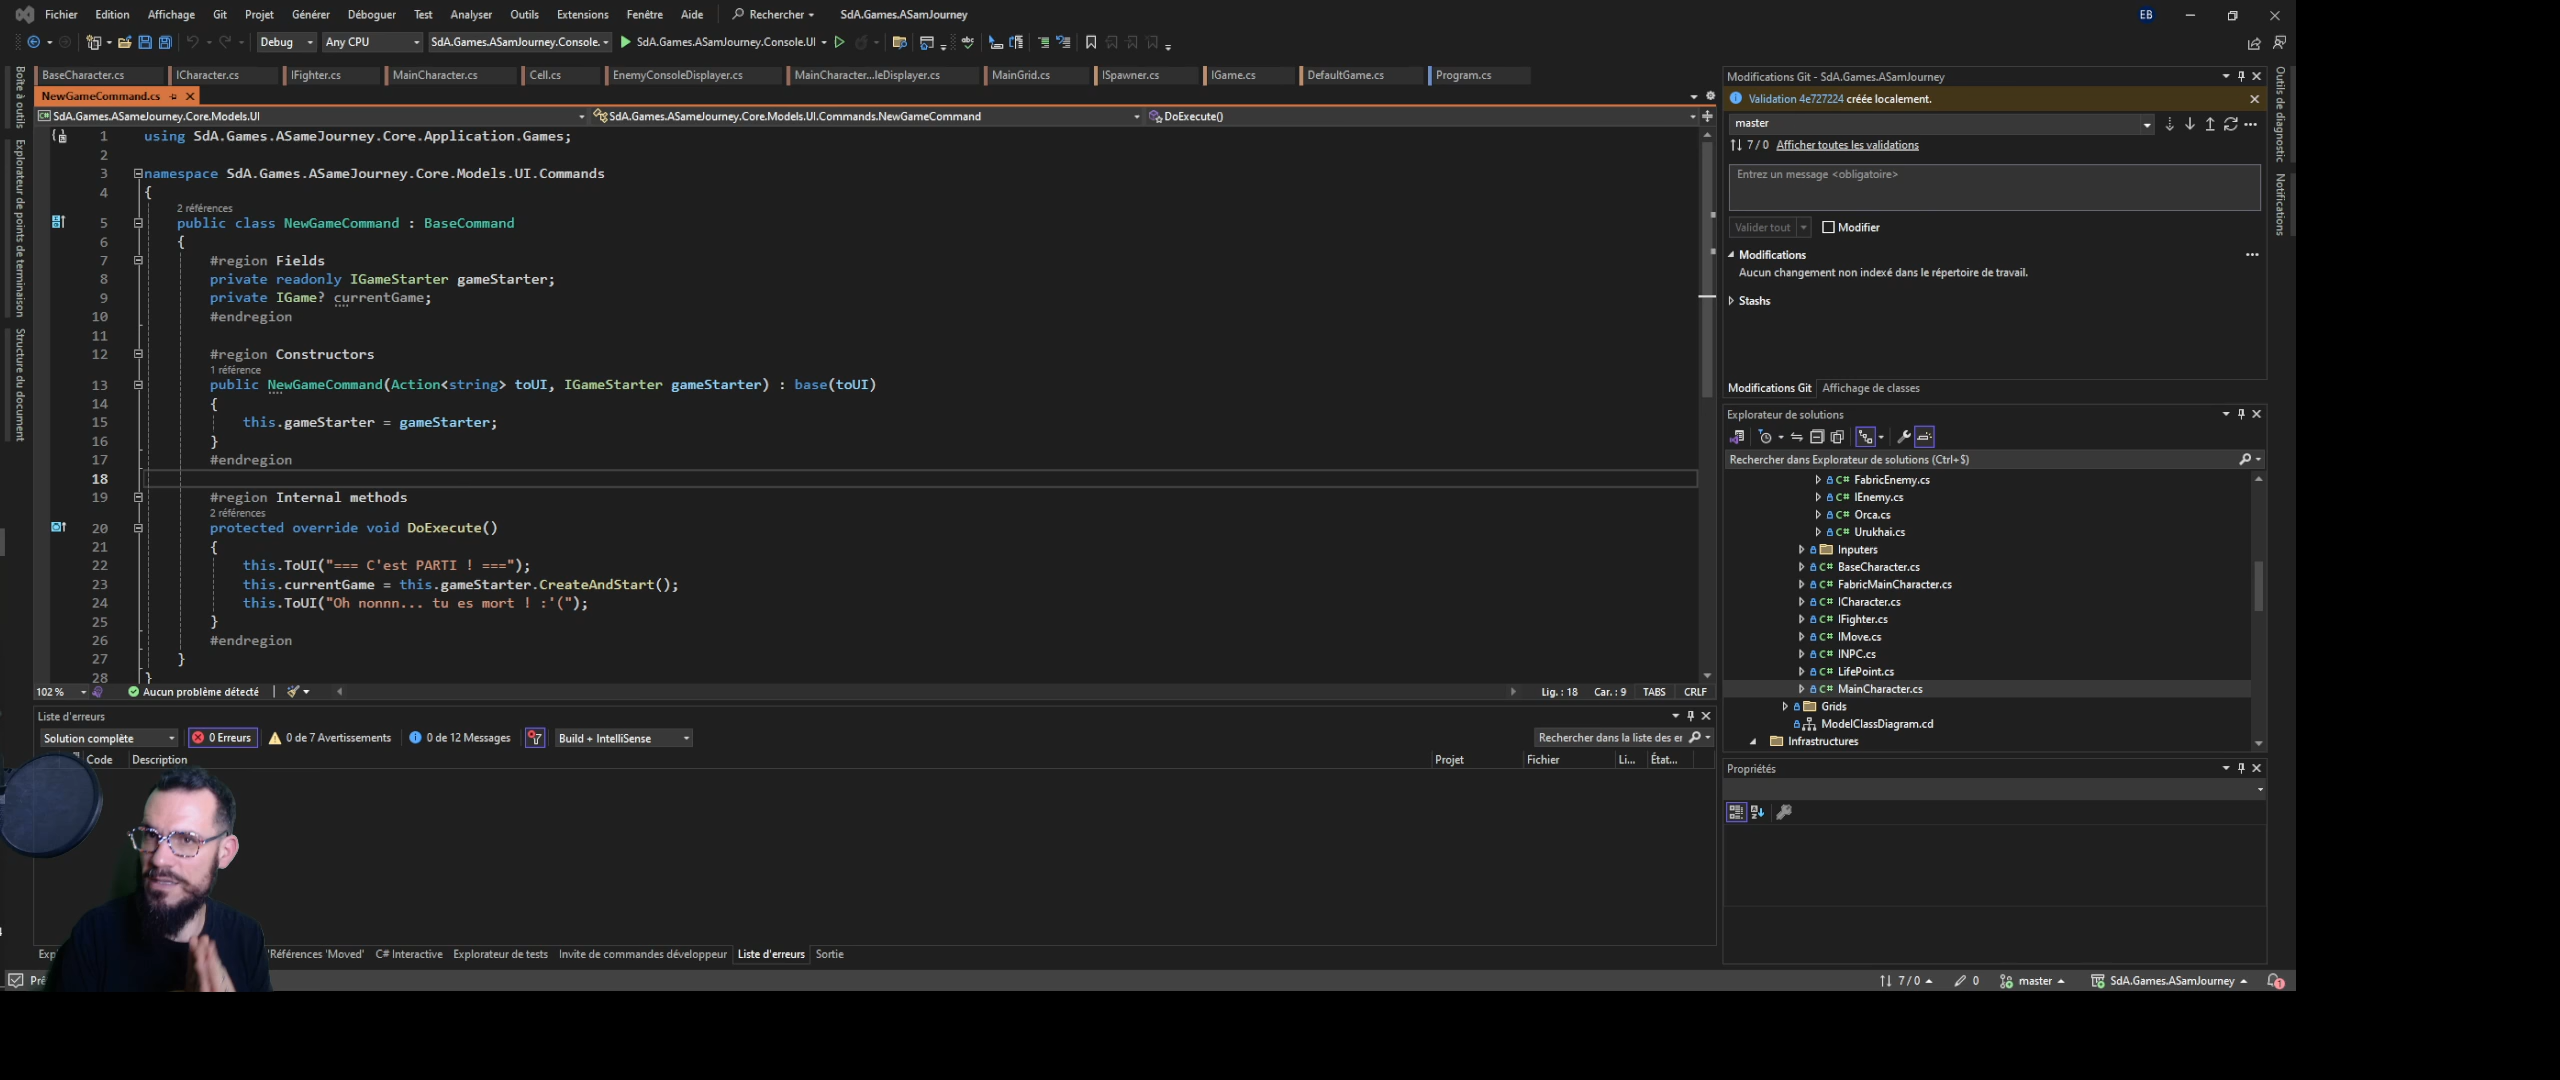 Fichier Edition Affichage Git Projet Générer Déboguer Test Analyser Outils Extensions Fenêtre Aide Rechercher SdA.Games.ASamJourney EB
Debug Any CPU SdA.Games.ASamJourney.Console. SdA.Games.ASamJourney.Console.UI
BaseCharacter.cs ICharacter.cs IFighter.cs MainCharacter.cs Cell.cs EnemyConsoleDisplayer.cs MainCharacter...leDisplayer.cs MainGrid.cs ISpawner.cs IGame.cs DefaultGame.cs Program.cs
NewGameCommand.cs
SdA.Games.ASameJourney.Core.Models.UI SdA.Games.ASameJourney.Core.Models.UI.Commands.NewGameCommand DoExecute()
Boîte à outils
Explorateur de points de terminaison
Structure du document
1 using SdA.Games.ASameJourney.Core.Application.Games;
2
3 namespace SdA.Games.ASameJourney.Core.Models.UI.Commands
4 {
2 références
5 public class NewGameCommand : BaseCommand
6 {
7 #region Fields
8 private readonly IGameStarter gameStarter;
9 private IGame? currentGame;
10 #endregion
11
12 #region Constructors
1 référence
13 public NewGameCommand(Action<string> toUI, IGameStarter gameStarter) : base(toUI)
14 {
15 this.gameStarter = gameStarter;
16 }
17 #endregion
18
19 #region Internal methods
2 références
20 protected override void DoExecute()
21 {
22 this.ToUI("=== C'est PARTI ! ===");
23 this.currentGame = this.gameStarter.CreateAndStart();
24 this.ToUI("Oh nonnn... tu es mort ! :'(");
25 }
26 #endregion
27 }
28 }
102 % Aucun problème détecté Lig. : 18 Car. : 9 TABS CRLF
Liste d'erreurs
Solution complète 0 Erreurs 0 de 7 Avertissements 0 de 12 Messages Build + IntelliSense Rechercher dans la liste des er
Code Description Projet Fichier Li... État...
'Références 'Moved' C# Interactive Explorateur de tests Invite de commandes développeur Liste d'erreurs Sortie
Modifications Git - SdA.Games.ASamJourney
Validation 4e727224 créée localement.
master
7 / 0 Afficher toutes les validations
Entrez un message <obligatoire>
Valider tout Modifier
Modifications
Aucun changement non indexé dans le répertoire de travail.
Stashs
Modifications Git Affichage de classes
Explorateur de solutions
Rechercher dans Explorateur de solutions (Ctrl+$)
C# FabricEnemy.cs
C# IEnemy.cs
C# Orca.cs
C# Urukhai.cs
Inputers
C# BaseCharacter.cs
C# FabricMainCharacter.cs
C# ICharacter.cs
C# IFighter.cs
C# IMove.cs
C# INPC.cs
C# LifePoint.cs
C# MainCharacter.cs
Grids
ModelClassDiagram.cd
Infrastructures
Propriétés
Outils de diagnostic
Notifications
7 / 0 0 master SdA.Games.ASamJourney 1